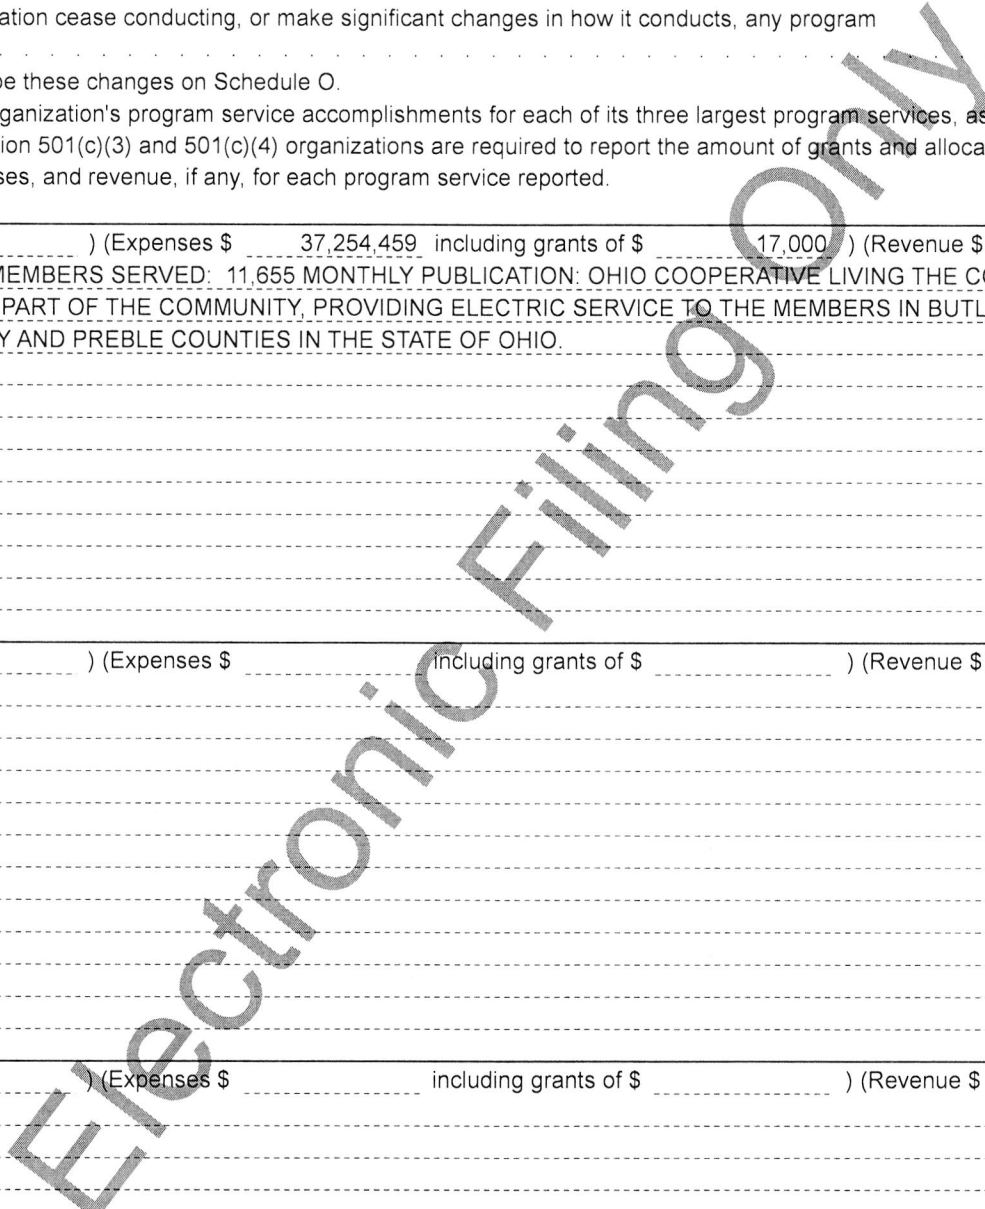 ation cease conducting, or make significant changes in how it conducts, any program
be these changes on Schedule O.
ganization's program service accomplishments for each of its three largest program services, as
ion 501(c)(3) and 501(c)(4) organizations are required to report the amount of grants and alloca
ses, and revenue, if any, for each program service reported.
) (Expenses $ 37,254,459 including grants of $ 17,000 ) (Revenue $
MEMBERS SERVED: 11,655 MONTHLY PUBLICATION: OHIO COOPERATIVE LIVING THE CO
PART OF THE COMMUNITY, PROVIDING ELECTRIC SERVICE TO THE MEMBERS IN BUTL
Y AND PREBLE COUNTIES IN THE STATE OF OHIO.
) (Expenses $ including grants of $ ) (Revenue $
) (Expenses $ including grants of $ ) (Revenue $
Electronic Filing Only